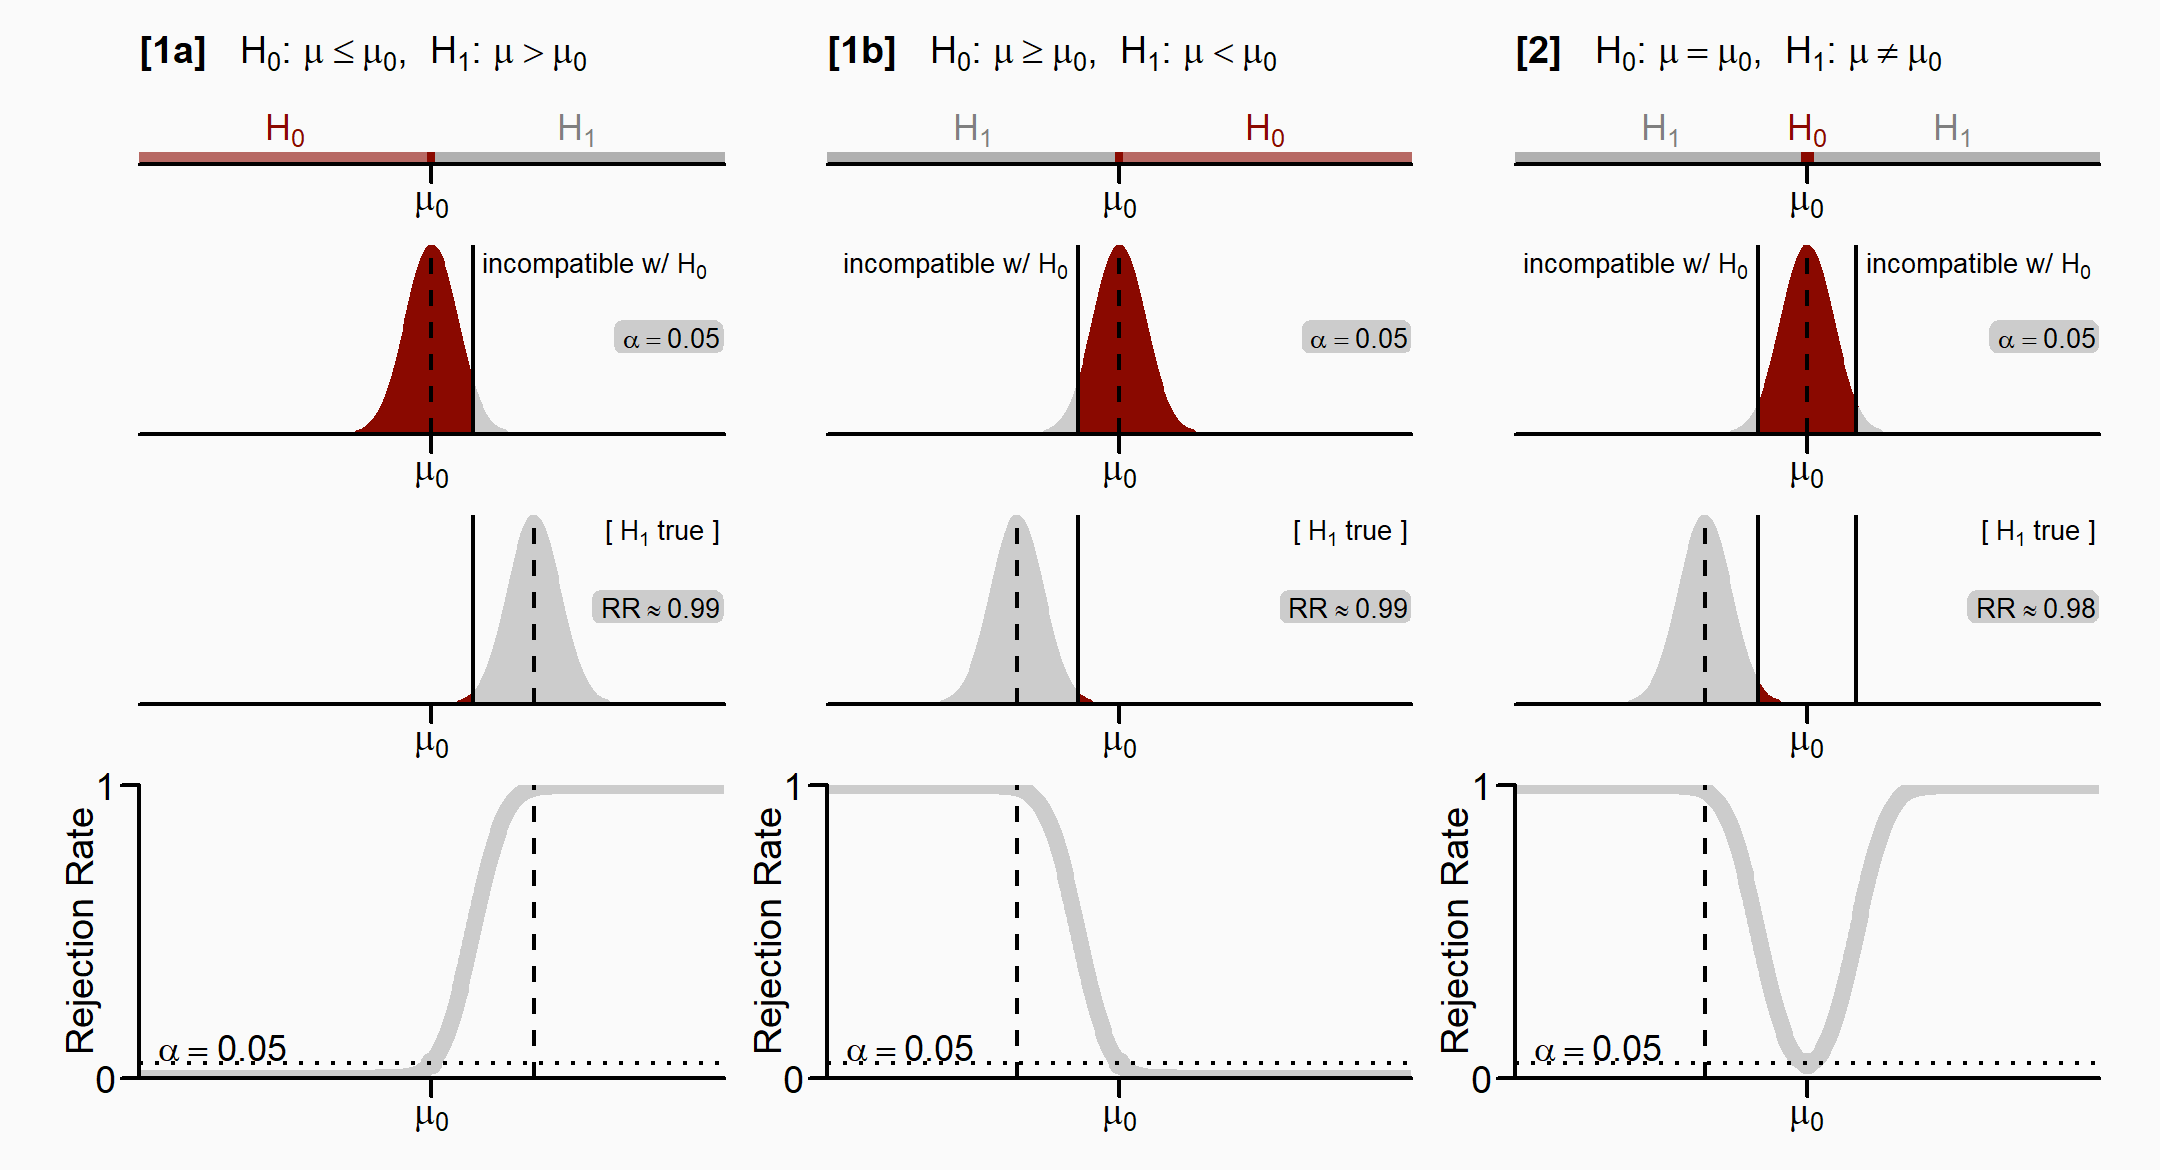 [1a] H₀: μ ≤ μ₀, H₁: μ > μ₀
H₀ H₁
μ₀
incompatible w/ H₀
α = 0.05
μ₀
[ H₁ true ]
RR ≈ 0.99
μ₀
1
Rejection Rate
α = 0.05
0
μ₀
[1b] H₀: μ ≥ μ₀, H₁: μ < μ₀
H₁ H₀
μ₀
incompatible w/ H₀
α = 0.05
μ₀
[ H₁ true ]
RR ≈ 0.99
μ₀
1
Rejection Rate
α = 0.05
0
μ₀
[2] H₀: μ = μ₀, H₁: μ ≠ μ₀
H₁ H₀ H₁
μ₀
incompatible w/ H₀ incompatible w/ H₀
α = 0.05
μ₀
[ H₁ true ]
RR ≈ 0.98
μ₀
1
Rejection Rate
α = 0.05
0
μ₀